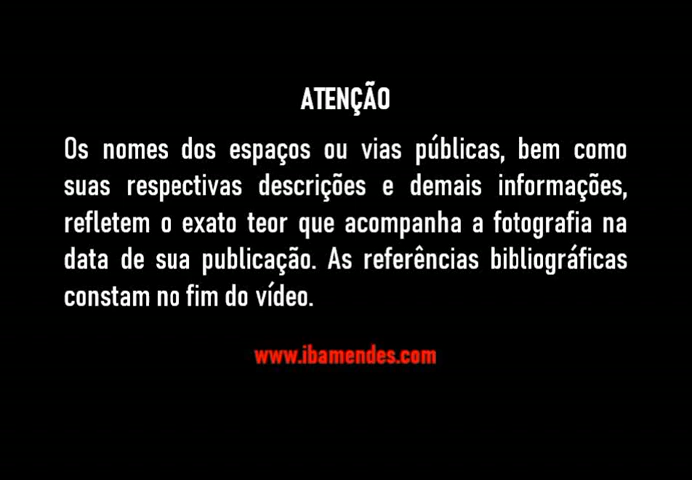 ATENÇÃO
Os nomes dos espaços ou vias públicas, bem como
suas respectivas descrições e demais informações,
refletem o exato teor que acompanha a fotografia na
data de sua publicação. As referências bibliográficas
constam no fim do vídeo.
www.ibamendes.com